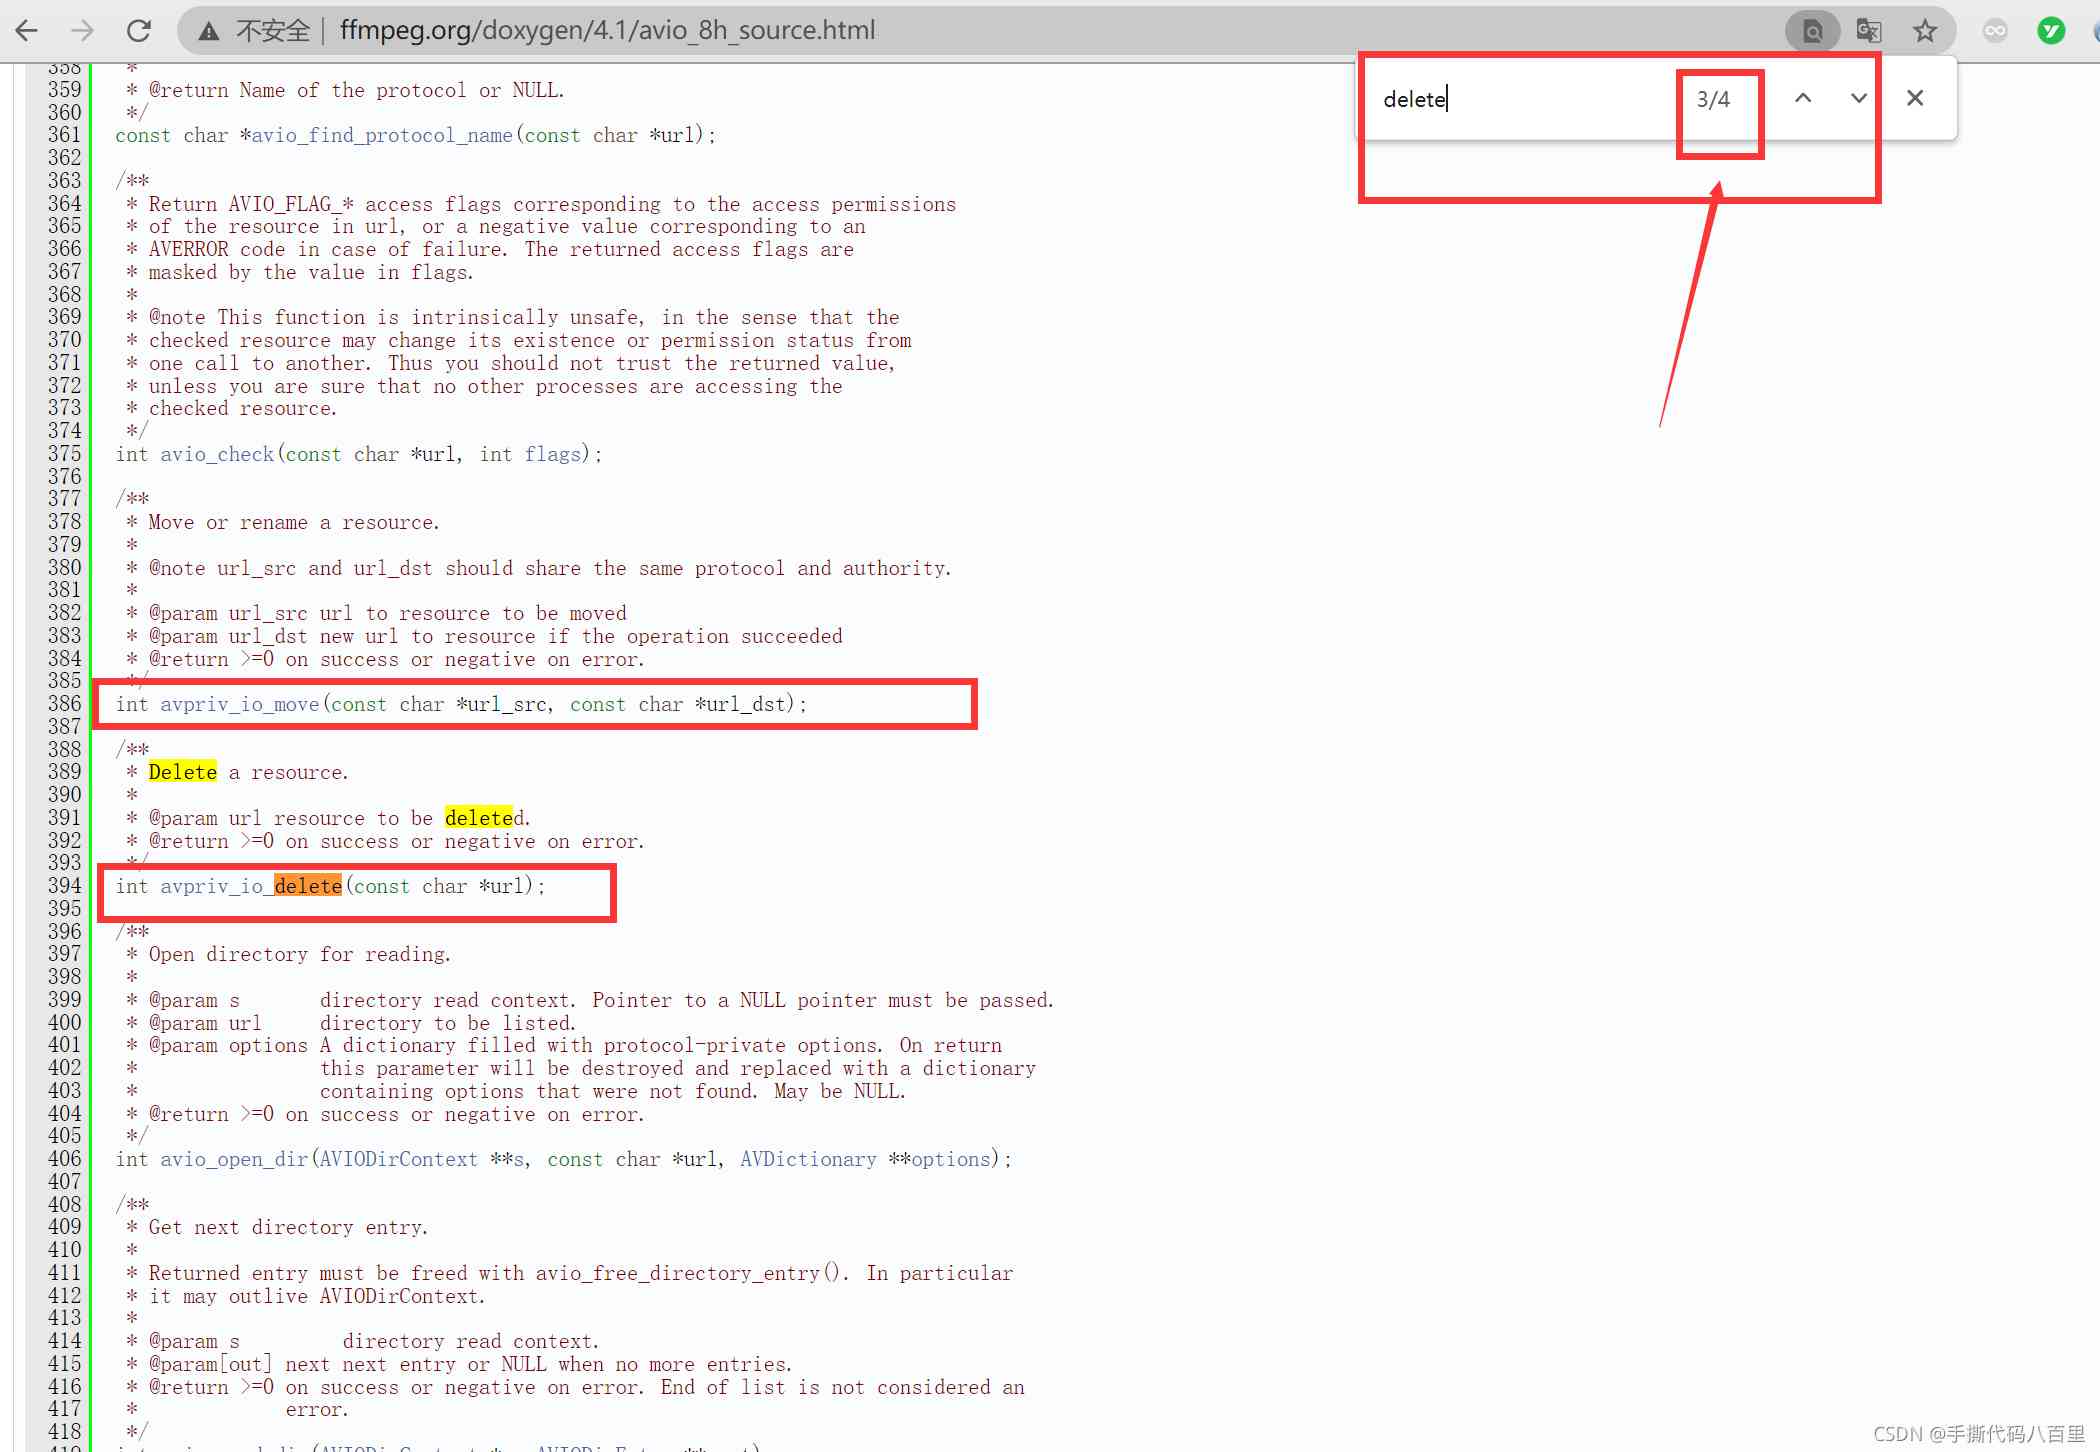 不安全 | ffmpeg.org/doxygen/4.1/avio_8h_source.html
delete 3/4
358 *
359 * @return Name of the protocol or NULL.
360 */
361 const char *avio_find_protocol_name(const char *url);
362
363 /**
364 * Return AVIO_FLAG_* access flags corresponding to the access permissions
365 * of the resource in url, or a negative value corresponding to an
366 * AVERROR code in case of failure. The returned access flags are
367 * masked by the value in flags.
368 *
369 * @note This function is intrinsically unsafe, in the sense that the
370 * checked resource may change its existence or permission status from
371 * one call to another. Thus you should not trust the returned value,
372 * unless you are sure that no other processes are accessing the
373 * checked resource.
374 */
375 int avio_check(const char *url, int flags);
376
377 /**
378 * Move or rename a resource.
379 *
380 * @note url_src and url_dst should share the same protocol and authority.
381 *
382 * @param url_src url to resource to be moved
383 * @param url_dst new url to resource if the operation succeeded
384 * @return >=0 on success or negative on error.
385 */
386 int avpriv_io_move(const char *url_src, const char *url_dst);
387
388 /**
389 * Delete a resource.
390 *
391 * @param url resource to be deleted.
392 * @return >=0 on success or negative on error.
393 */
394 int avpriv_io_delete(const char *url);
395
396 /**
397 * Open directory for reading.
398 *
399 * @param s directory read context. Pointer to a NULL pointer must be passed.
400 * @param url directory to be listed.
401 * @param options A dictionary filled with protocol-private options. On return
402 * this parameter will be destroyed and replaced with a dictionary
403 * containing options that were not found. May be NULL.
404 * @return >=0 on success or negative on error.
405 */
406 int avio_open_dir(AVIODirContext **s, const char *url, AVDictionary **options);
407
408 /**
409 * Get next directory entry.
410 *
411 * Returned entry must be freed with avio_free_directory_entry(). In particular
412 * it may outlive AVIODirContext.
413 *
414 * @param s directory read context.
415 * @param[out] next next entry or NULL when no more entries.
416 * @return >=0 on success or negative on error. End of list is not considered an
417 * error.
418 */
CSDN @手撕代码八百里